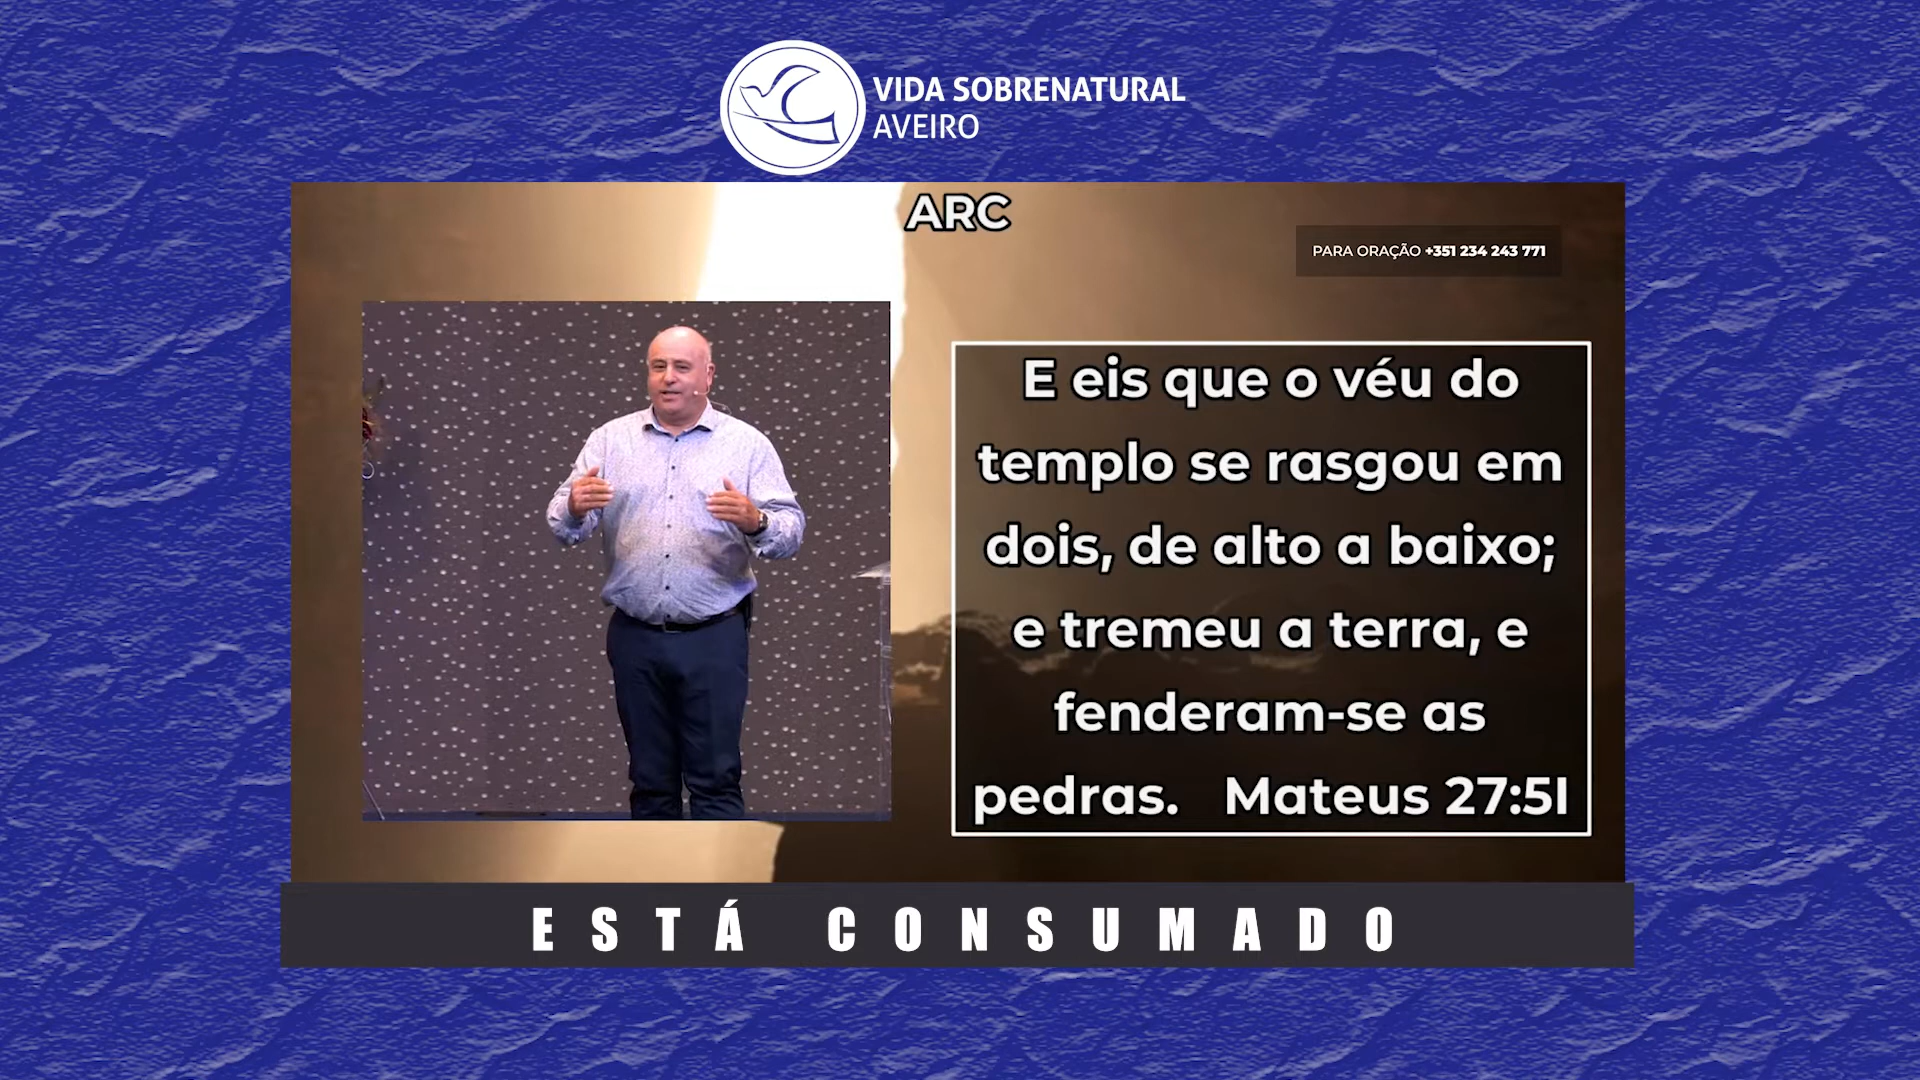 VIDA SOBRENATURAL
AVEIRO
ARC
PARA ORAÇÃO +351 234 243 771
E eis que o véu do
templo se rasgou em
dois, de alto a baixo;
e tremeu a terra, e
fenderam-se as
pedras. Mateus 27:51
ESTÁ CONSUMADO